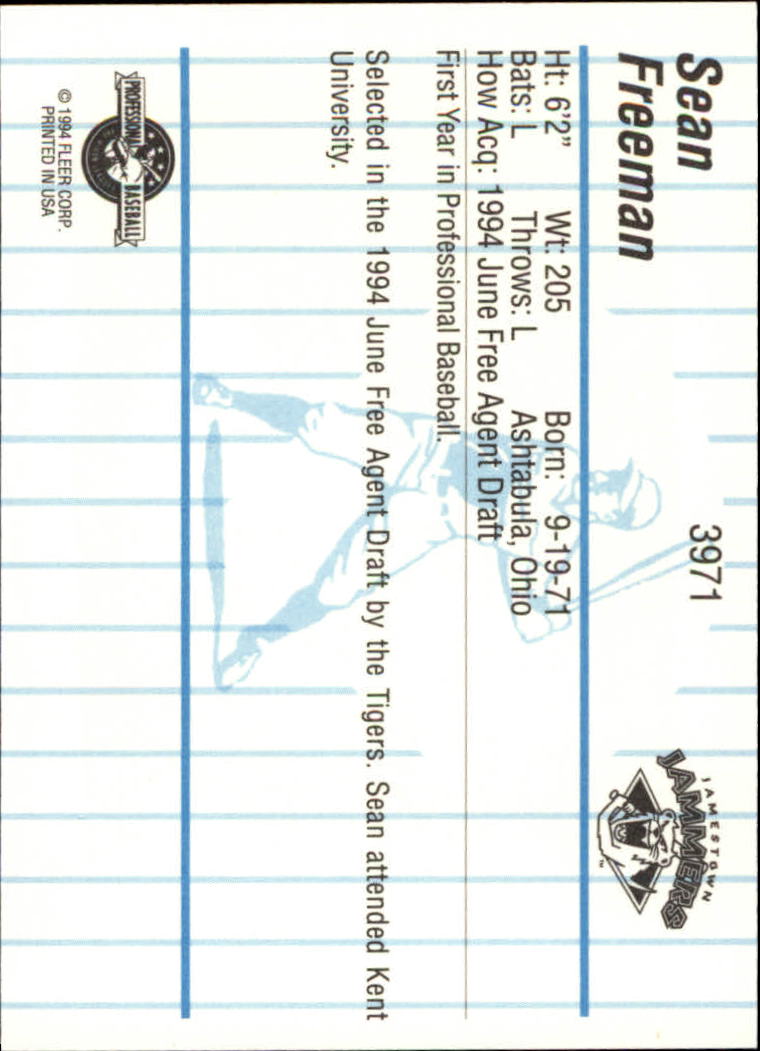 Sean
Freeman
3971
JAMESTOWN
JAMMERS
TM
Ht: 6'2" Wt: 205 Born: 9-19-71
Bats: L Throws: L Ashtabula, Ohio
How Acq: 1994 June Free Agent Draft
First Year in Professional Baseball.
Selected in the 1994 June Free Agent Draft by the Tigers. Sean attended Kent
University.
PROFESSIONAL BASEBALL
© 1994 FLEER CORP.
PRINTED IN USA